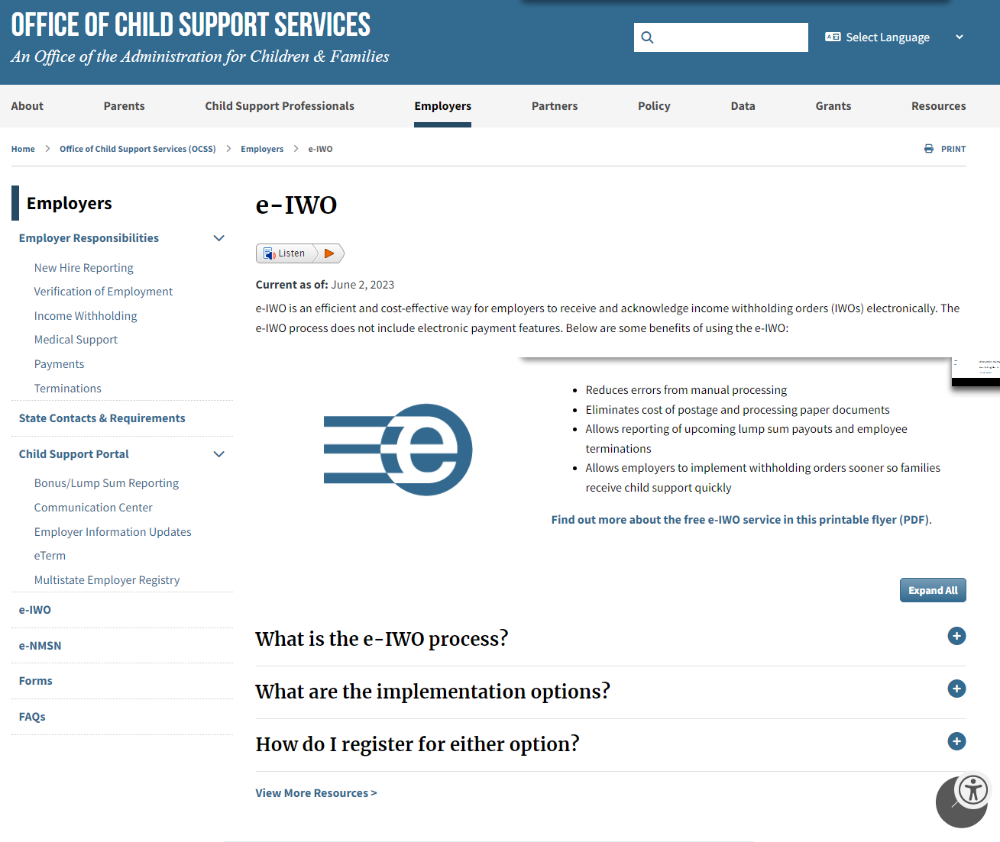 OFFICE OF CHILD SUPPORT SERVICES
An Office of the Administration for Children & Families
Select Language
About
Parents
Child Support Professionals
Employers
Partners
Policy
Data
Grants
Resources
Home > Office of Child Support Services (OCSS) > Employers > e-IWO
PRINT
Employers
Employer Responsibilities
New Hire Reporting
Verification of Employment
Income Withholding
Medical Support
Payments
Terminations
State Contacts & Requirements
Child Support Portal
Bonus/Lump Sum Reporting
Communication Center
Employer Information Updates
eTerm
Multistate Employer Registry
e-IWO
e-NMSN
Forms
FAQs
e-IWO
Listen
Current as of: June 2, 2023
e-IWO is an efficient and cost-effective way for employers to receive and acknowledge income withholding orders (IWOs) electronically. The
e-IWO process does not include electronic payment features. Below are some benefits of using the e-IWO:
e
• Reduces errors from manual processing
• Eliminates cost of postage and processing paper documents
• Allows reporting of upcoming lump sum payouts and employee
terminations
• Allows employers to implement withholding orders sooner so families
receive child support quickly
Find out more about the free e-IWO service in this printable flyer (PDF).
Expand All
What is the e-IWO process?
What are the implementation options?
How do I register for either option?
View More Resources >